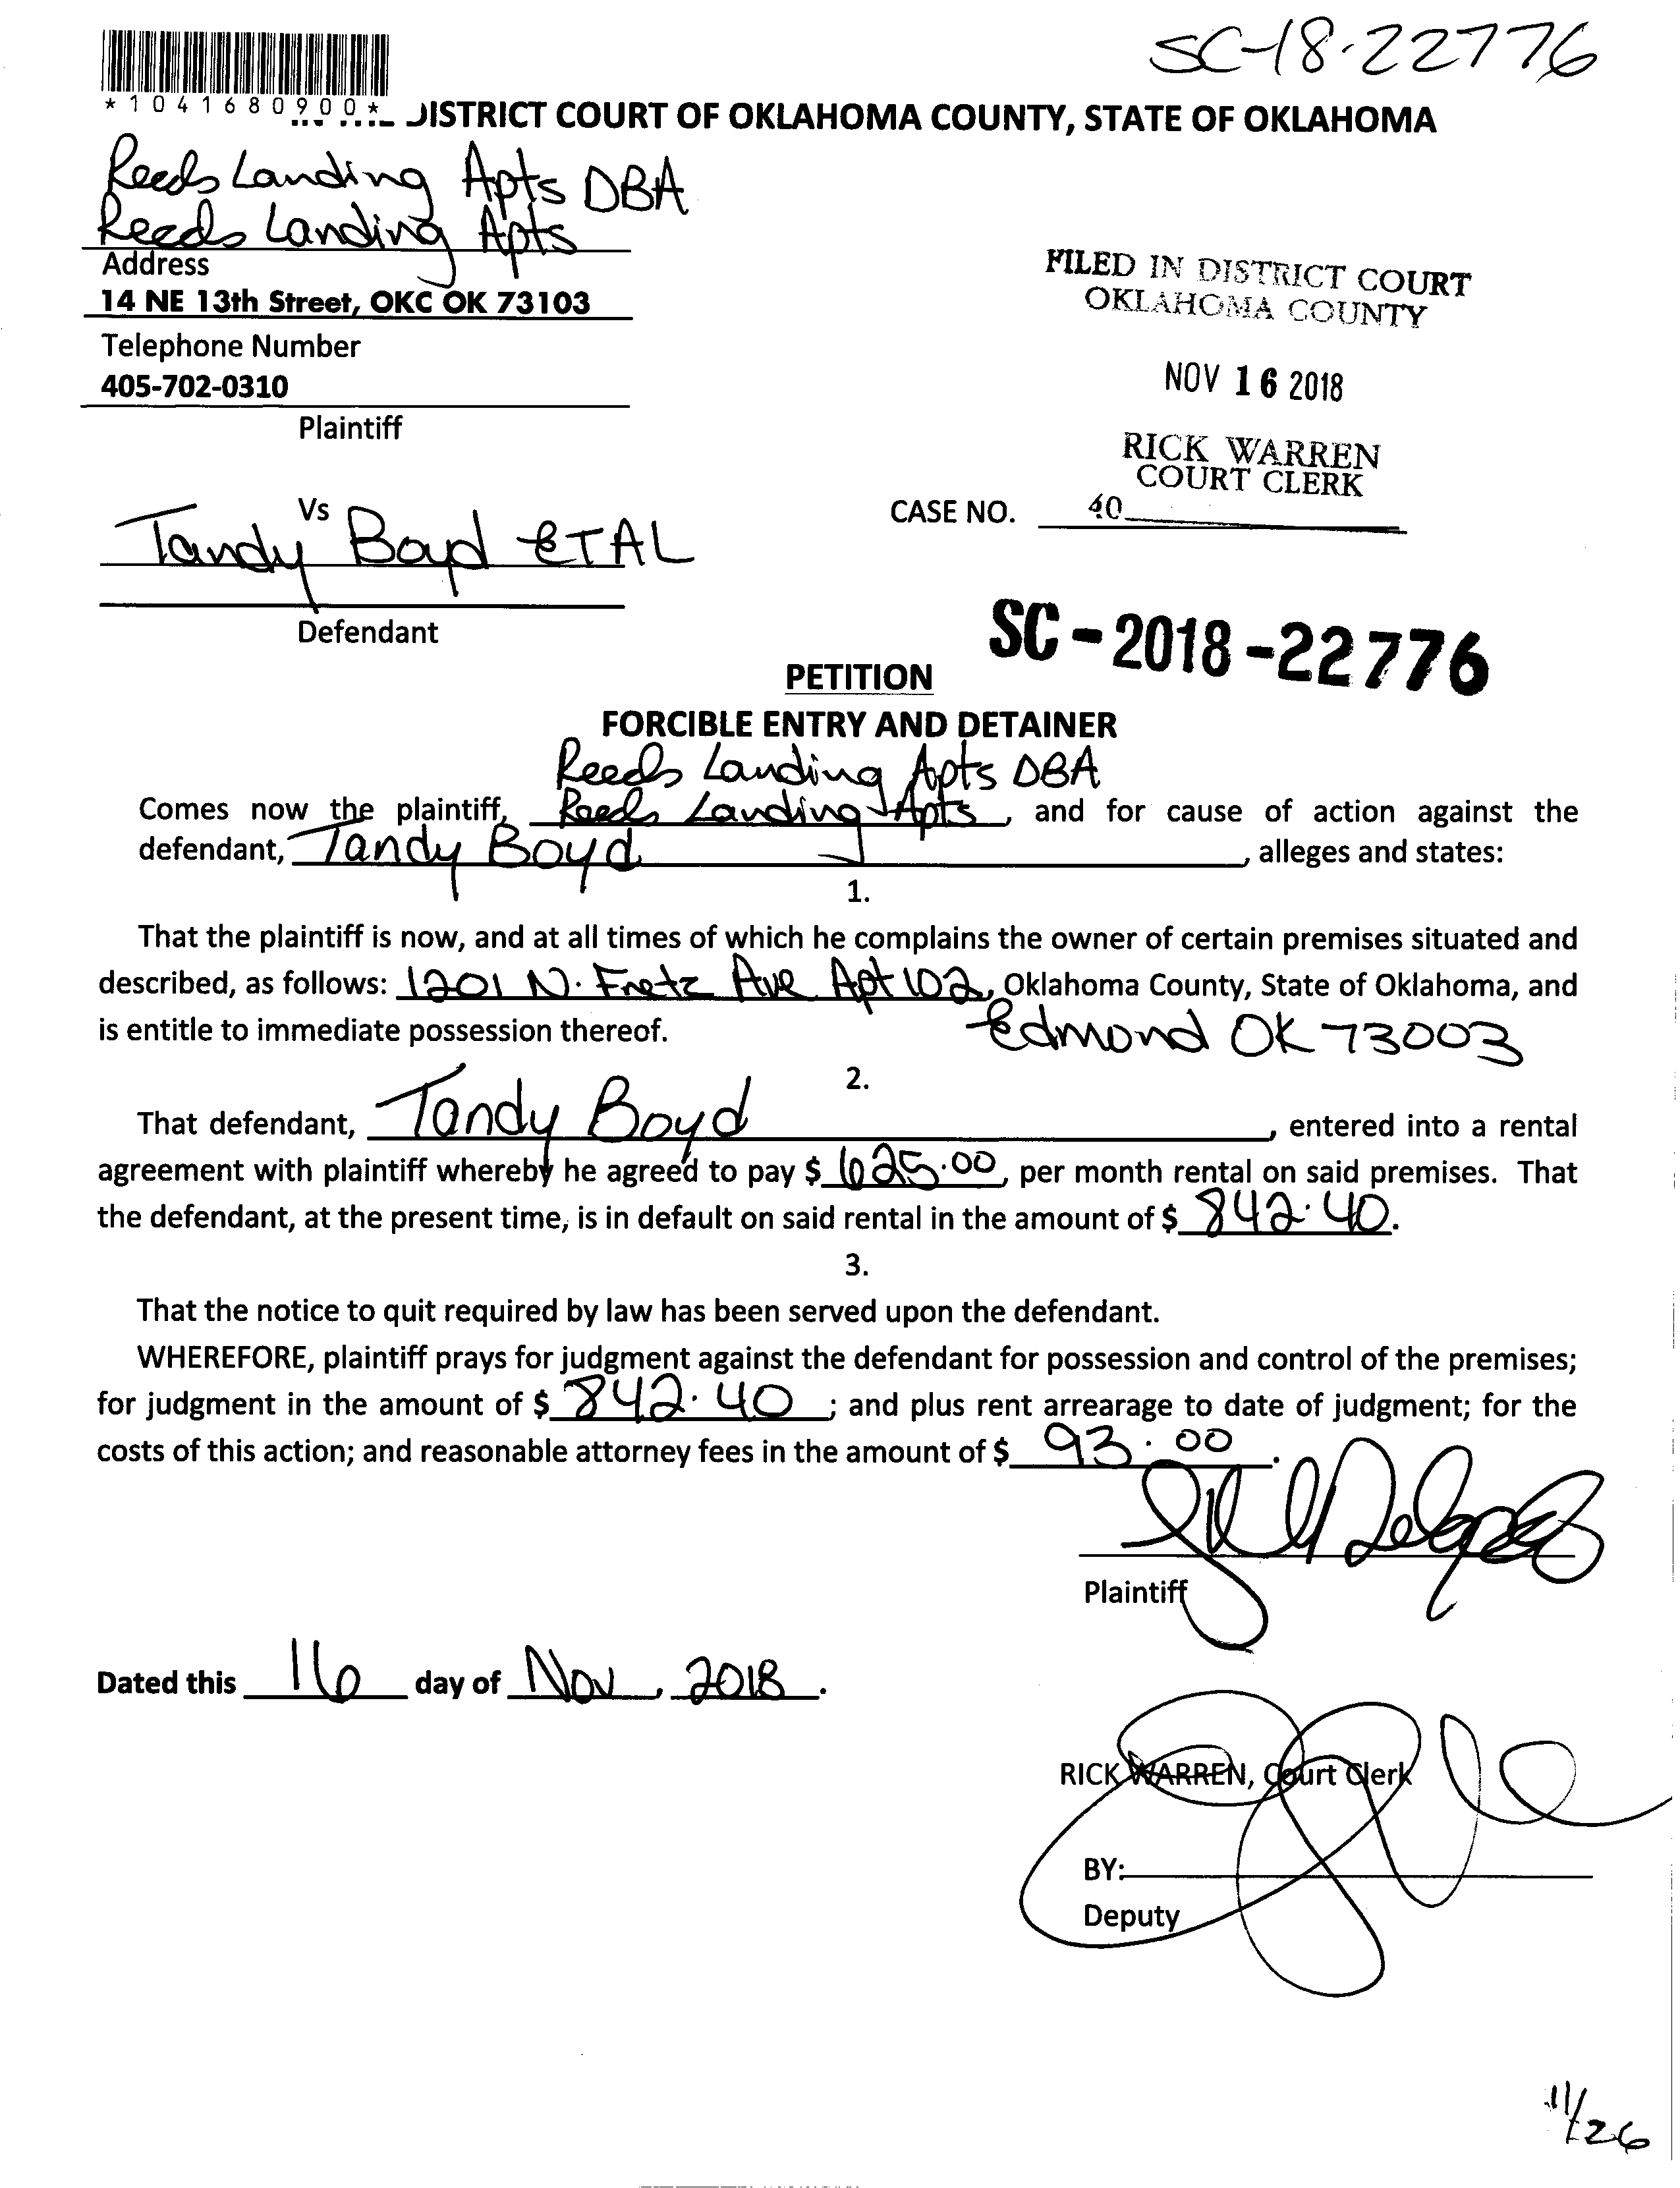 SC-18-22776
*1041680900*
DISTRICT COURT OF OKLAHOMA COUNTY, STATE OF OKLAHOMA
Reeds Landing Apts DBA
Reeds Landing Apts
Address
14 NE 13th Street, OKC OK 73103
Telephone Number
405-702-0310
Plaintiff
FILED IN DISTRICT COURT
OKLAHOMA COUNTY
NOV 16 2018
RICK WARREN
COURT CLERK
Vs
CASE NO. 40
Tandy Boyd ETAL
Defendant
SC-2018-22776
PETITION
FORCIBLE ENTRY AND DETAINER
Reeds Landing Apts DBA
Comes now the plaintiff, Reeds Landing Apts, and for cause of action against the
defendant, Tandy Boyd, alleges and states:
1.
That the plaintiff is now, and at all times of which he complains the owner of certain premises situated and
described, as follows: 1201 N. Fretz Ave Apt 102, Oklahoma County, State of Oklahoma, and
is entitle to immediate possession thereof. Edmond OK 73003
2.
That defendant, Tandy Boyd, entered into a rental
agreement with plaintiff whereby he agreed to pay $ 625.00, per month rental on said premises. That
the defendant, at the present time, is in default on said rental in the amount of $ 842.40.
3.
That the notice to quit required by law has been served upon the defendant.
WHEREFORE, plaintiff prays for judgment against the defendant for possession and control of the premises;
for judgment in the amount of $ 842.40; and plus rent arrearage to date of judgment; for the
costs of this action; and reasonable attorney fees in the amount of $ 93.00.
Plaintiff
Dated this 16 day of Nov, 2018.
RICK WARREN, Court Clerk
BY:
Deputy
11/26